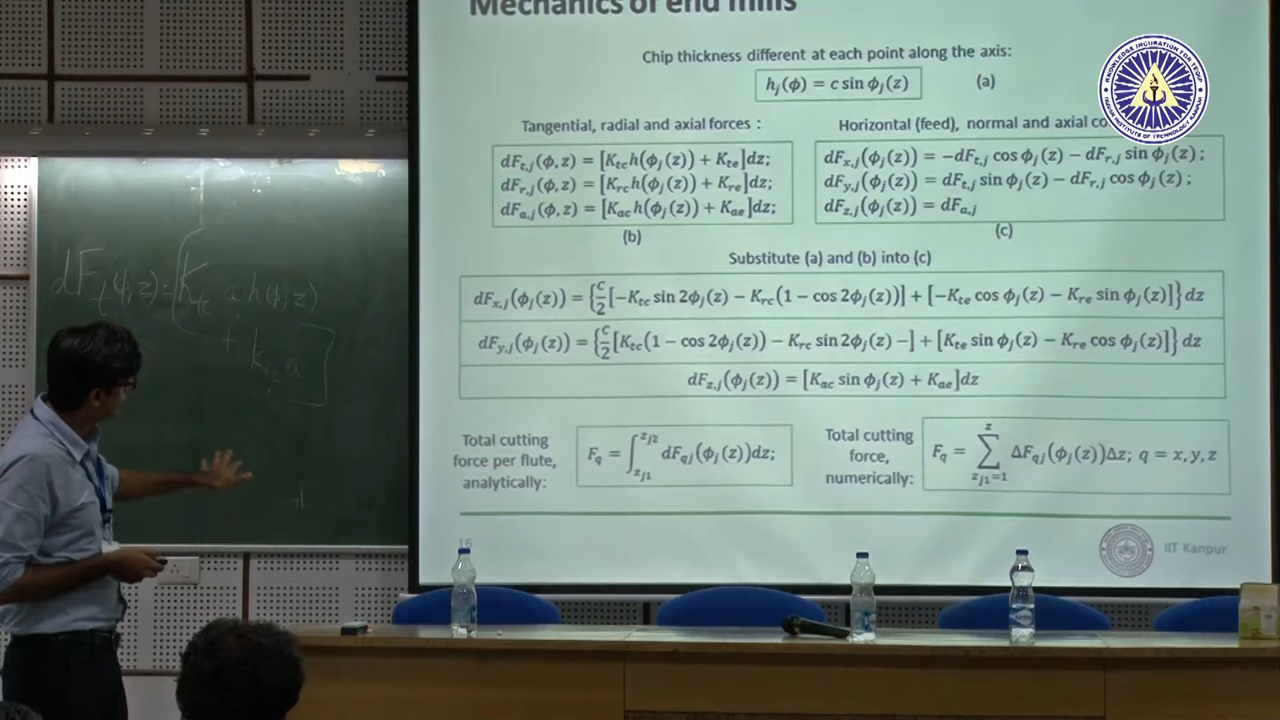 Mechanics of end mills
Chip thickness different at each point along the axis:
h_j(ϕ) = c sin ϕ_j(z) (a)
Tangential, radial and axial forces :
dF_{t,j}(ϕ, z) = [K_{tc}h(ϕ_j(z)) + K_{te}]dz;
dF_{r,j}(ϕ, z) = [K_{rc}h(ϕ_j(z)) + K_{re}]dz;
dF_{a,j}(ϕ, z) = [K_{ac}h(ϕ_j(z)) + K_{ae}]dz;
(b)
Horizontal (feed), normal and axial
dF_{x,j}(ϕ_j(z)) = −dF_{t,j} cos ϕ_j(z) − dF_{r,j} sin ϕ_j(z) ;
dF_{y,j}(ϕ_j(z)) = dF_{t,j} sin ϕ_j(z) − dF_{r,j} cos ϕ_j(z) ;
dF_{z,j}(ϕ_j(z)) = dF_{a,j}
(c)
Substitute (a) and (b) into (c)
dF_{x,j}(ϕ_j(z)) = {c/2 [−K_{tc} sin 2ϕ_j(z) − K_{rc}(1 − cos 2ϕ_j(z))] + [−K_{te} cos ϕ_j(z) − K_{re} sin ϕ_j(z)]} dz
dF_{y,j}(ϕ_j(z)) = {c/2 [K_{tc}(1 − cos 2ϕ_j(z)) − K_{rc} sin 2ϕ_j(z) −] + [K_{te} sin ϕ_j(z) − K_{re} cos ϕ_j(z)]} dz
dF_{z,j}(ϕ_j(z)) = [K_{ac} sin ϕ_j(z) + K_{ae}]dz
Total cutting
force per flute,
analytically:
F_q = ∫_{z_{j1}}^{z_{j2}} dF_{qj}(ϕ_j(z))dz;
Total cutting
force,
numerically:
F_q = ∑_{z_{j1}=1}^{z} ΔF_{qj}(ϕ_j(z))Δz; q = x, y, z
16
IIT Kanpur
dF_t(ϕ, z) = [K_{tc} a h(ϕ, z)
+
a ]